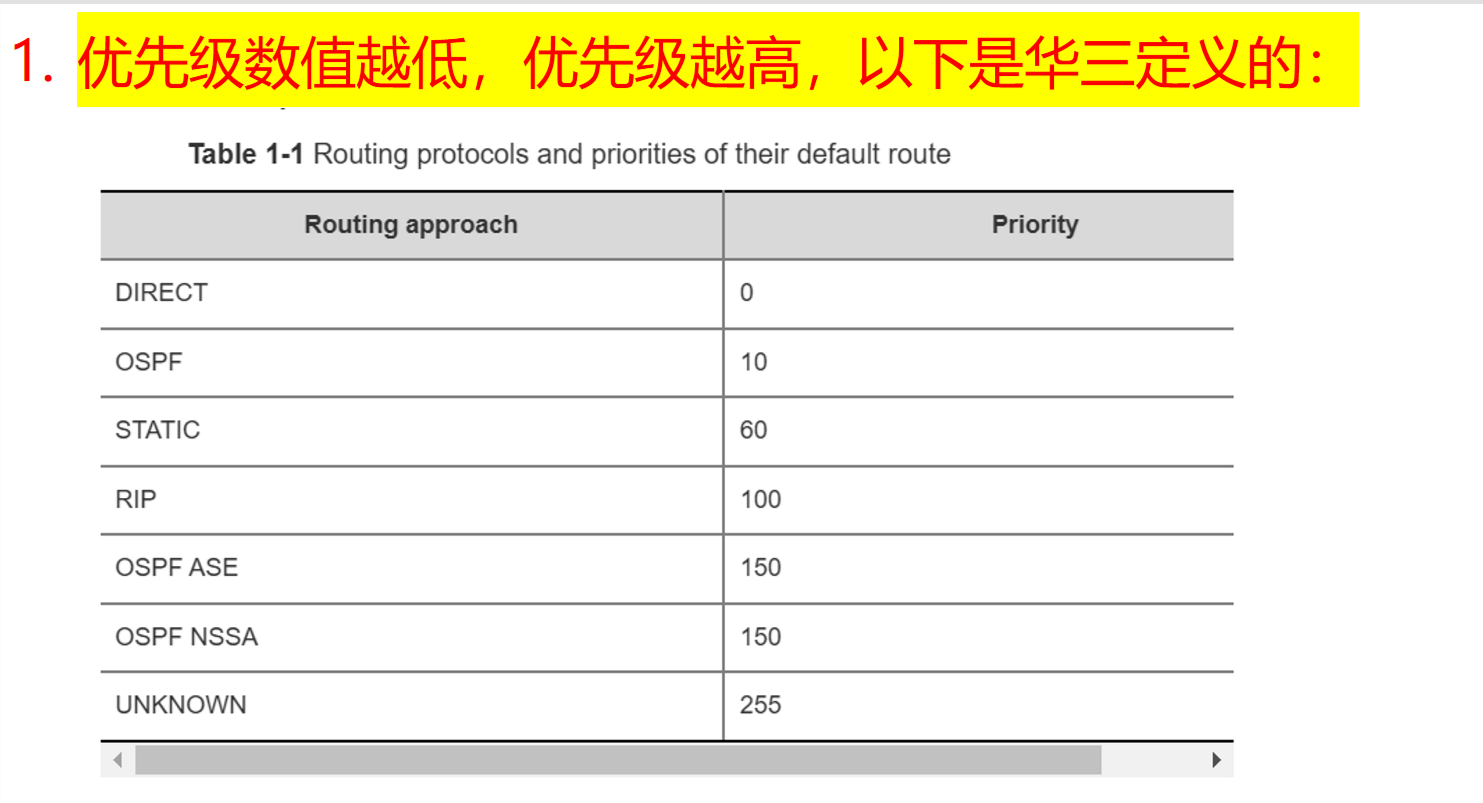 1. 优先级数值越低，优先级越高，以下是华三定义的：
Table 1-1 Routing protocols and priorities of their default route
Routing approach Priority
DIRECT 0
OSPF 10
STATIC 60
RIP 100
OSPF ASE 150
OSPF NSSA 150
UNKNOWN 255